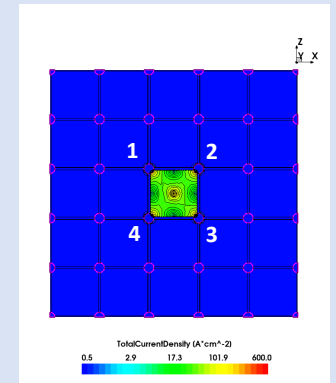 Z
Y X
1 2
4 3
TotalCurrentDensity (A*cm^-2)
0.5 2.9 17.3 101.9 600.0